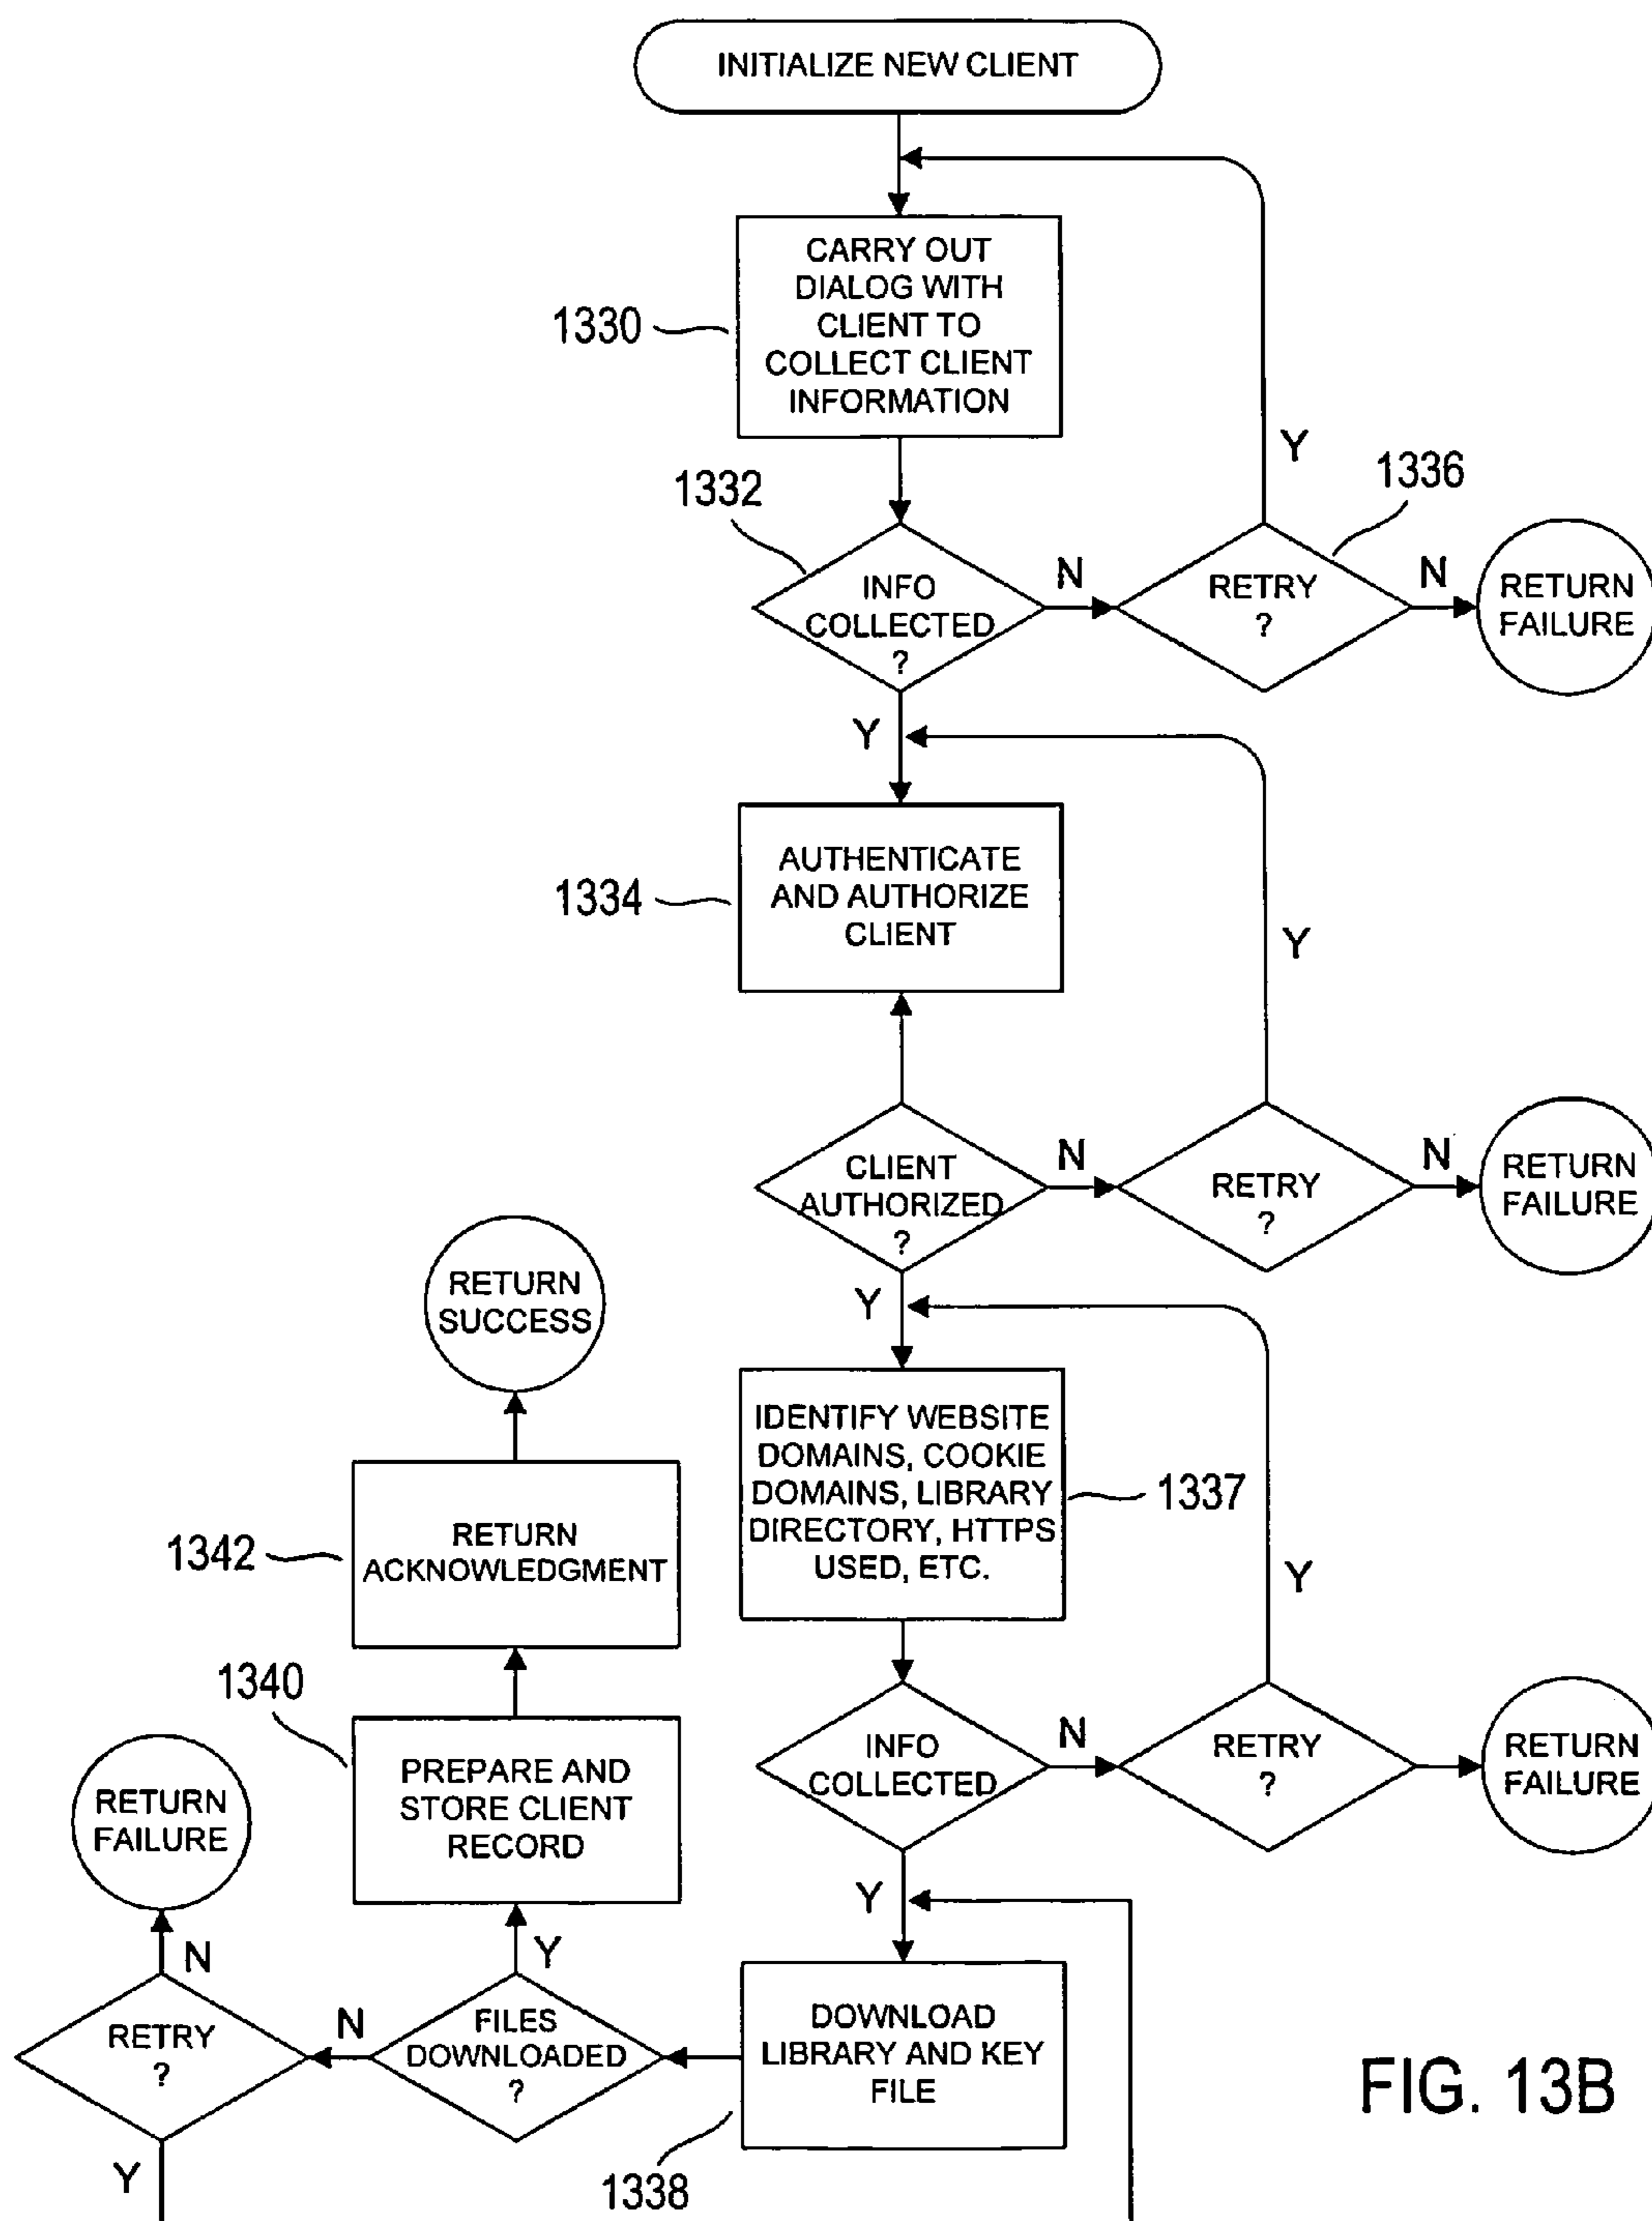 INITIALIZE NEW CLIENT
CARRY OUT
DIALOG WITH
CLIENT TO
COLLECT CLIENT
INFORMATION
1330
Y
1336
1332
INFO
COLLECTED
?
N
RETRY
?
N
RETURN
FAILURE
Y
AUTHENTICATE
AND AUTHORIZE
CLIENT
1334
Y
CLIENT
AUTHORIZED
?
N
RETRY
?
N
RETURN
FAILURE
RETURN
SUCCESS
Y
IDENTIFY WEBSITE
DOMAINS, COOKIE
DOMAINS, LIBRARY
DIRECTORY, HTTPS
USED, ETC.
1337
Y
RETURN
ACKNOWLEDGMENT
1342
1340
PREPARE AND
STORE CLIENT
RECORD
INFO
COLLECTED
N
RETRY
?
RETURN
FAILURE
RETURN
FAILURE
Y
N
Y
RETRY
?
N
FILES
DOWNLOADED
?
DOWNLOAD
LIBRARY AND KEY
FILE
Y
1338
FIG. 13B